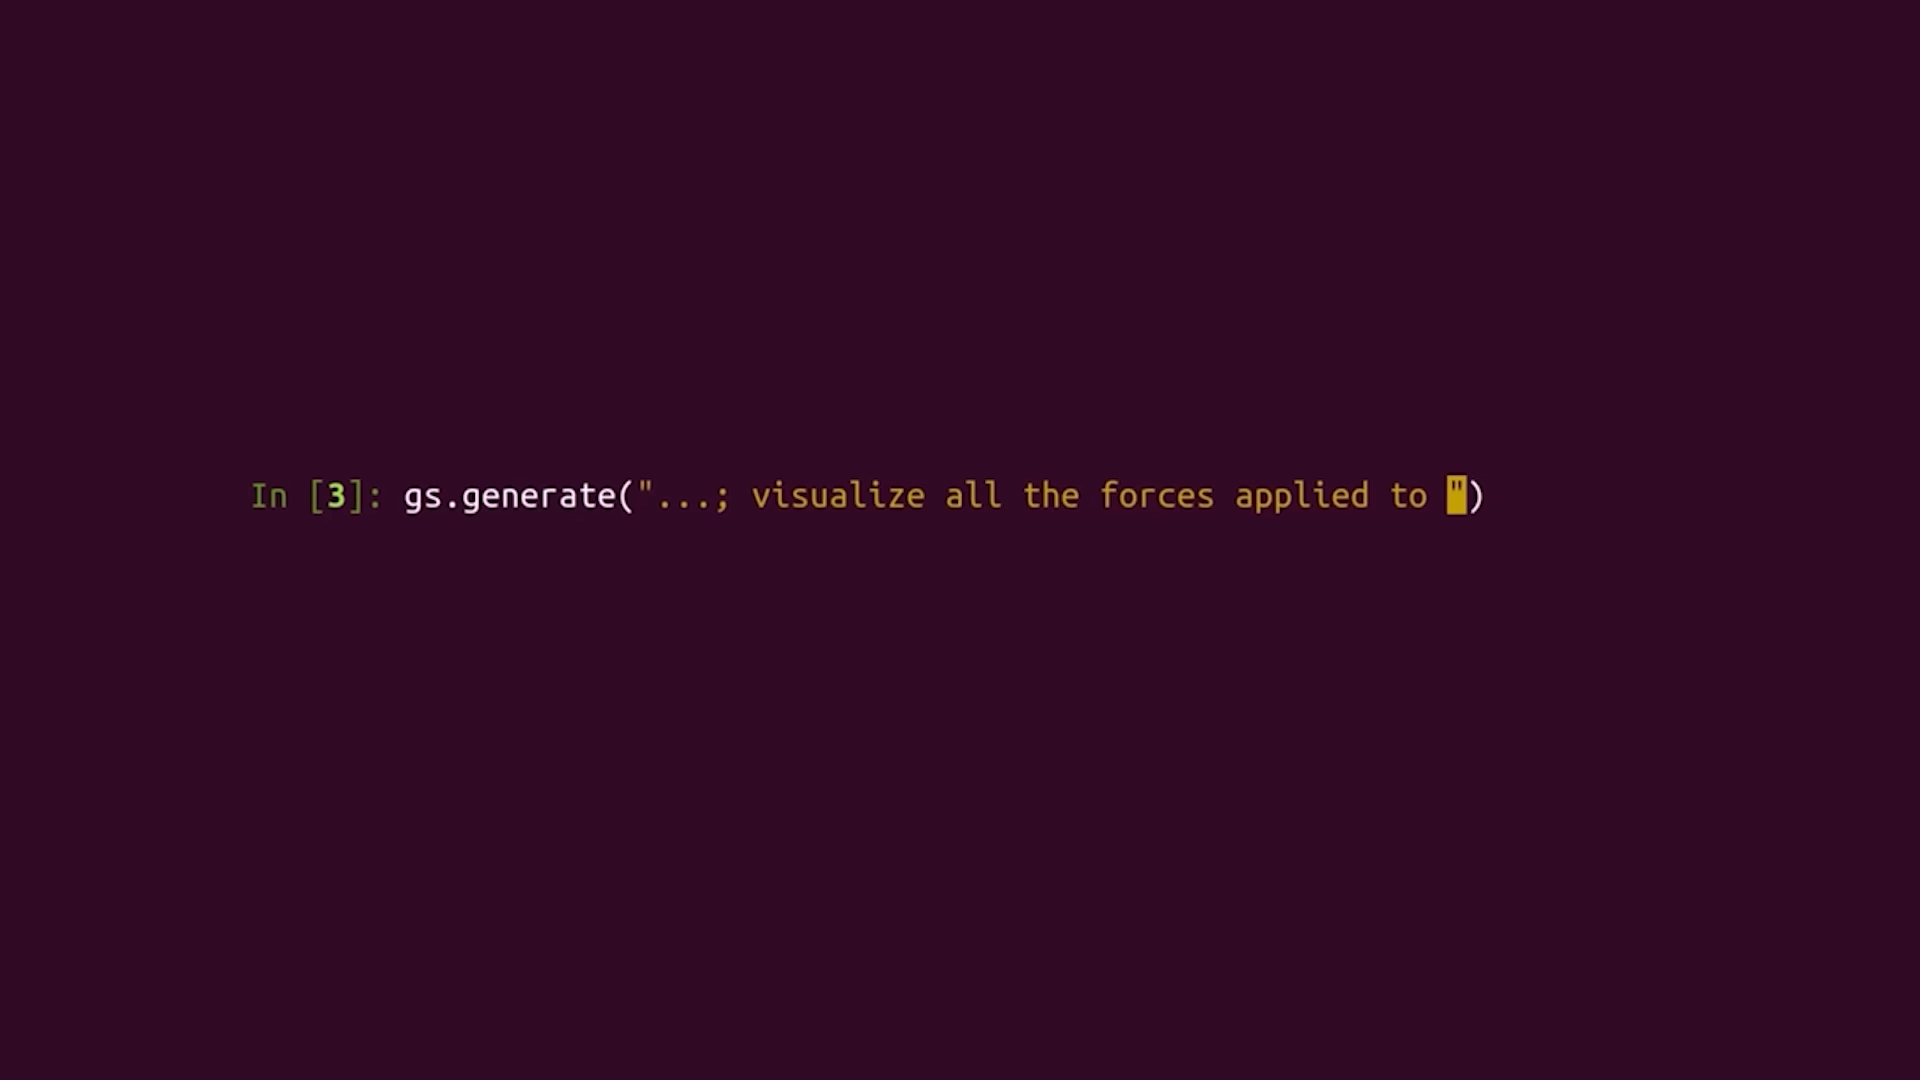 In [3]: gs.generate("...; visualize all the forces applied to ")